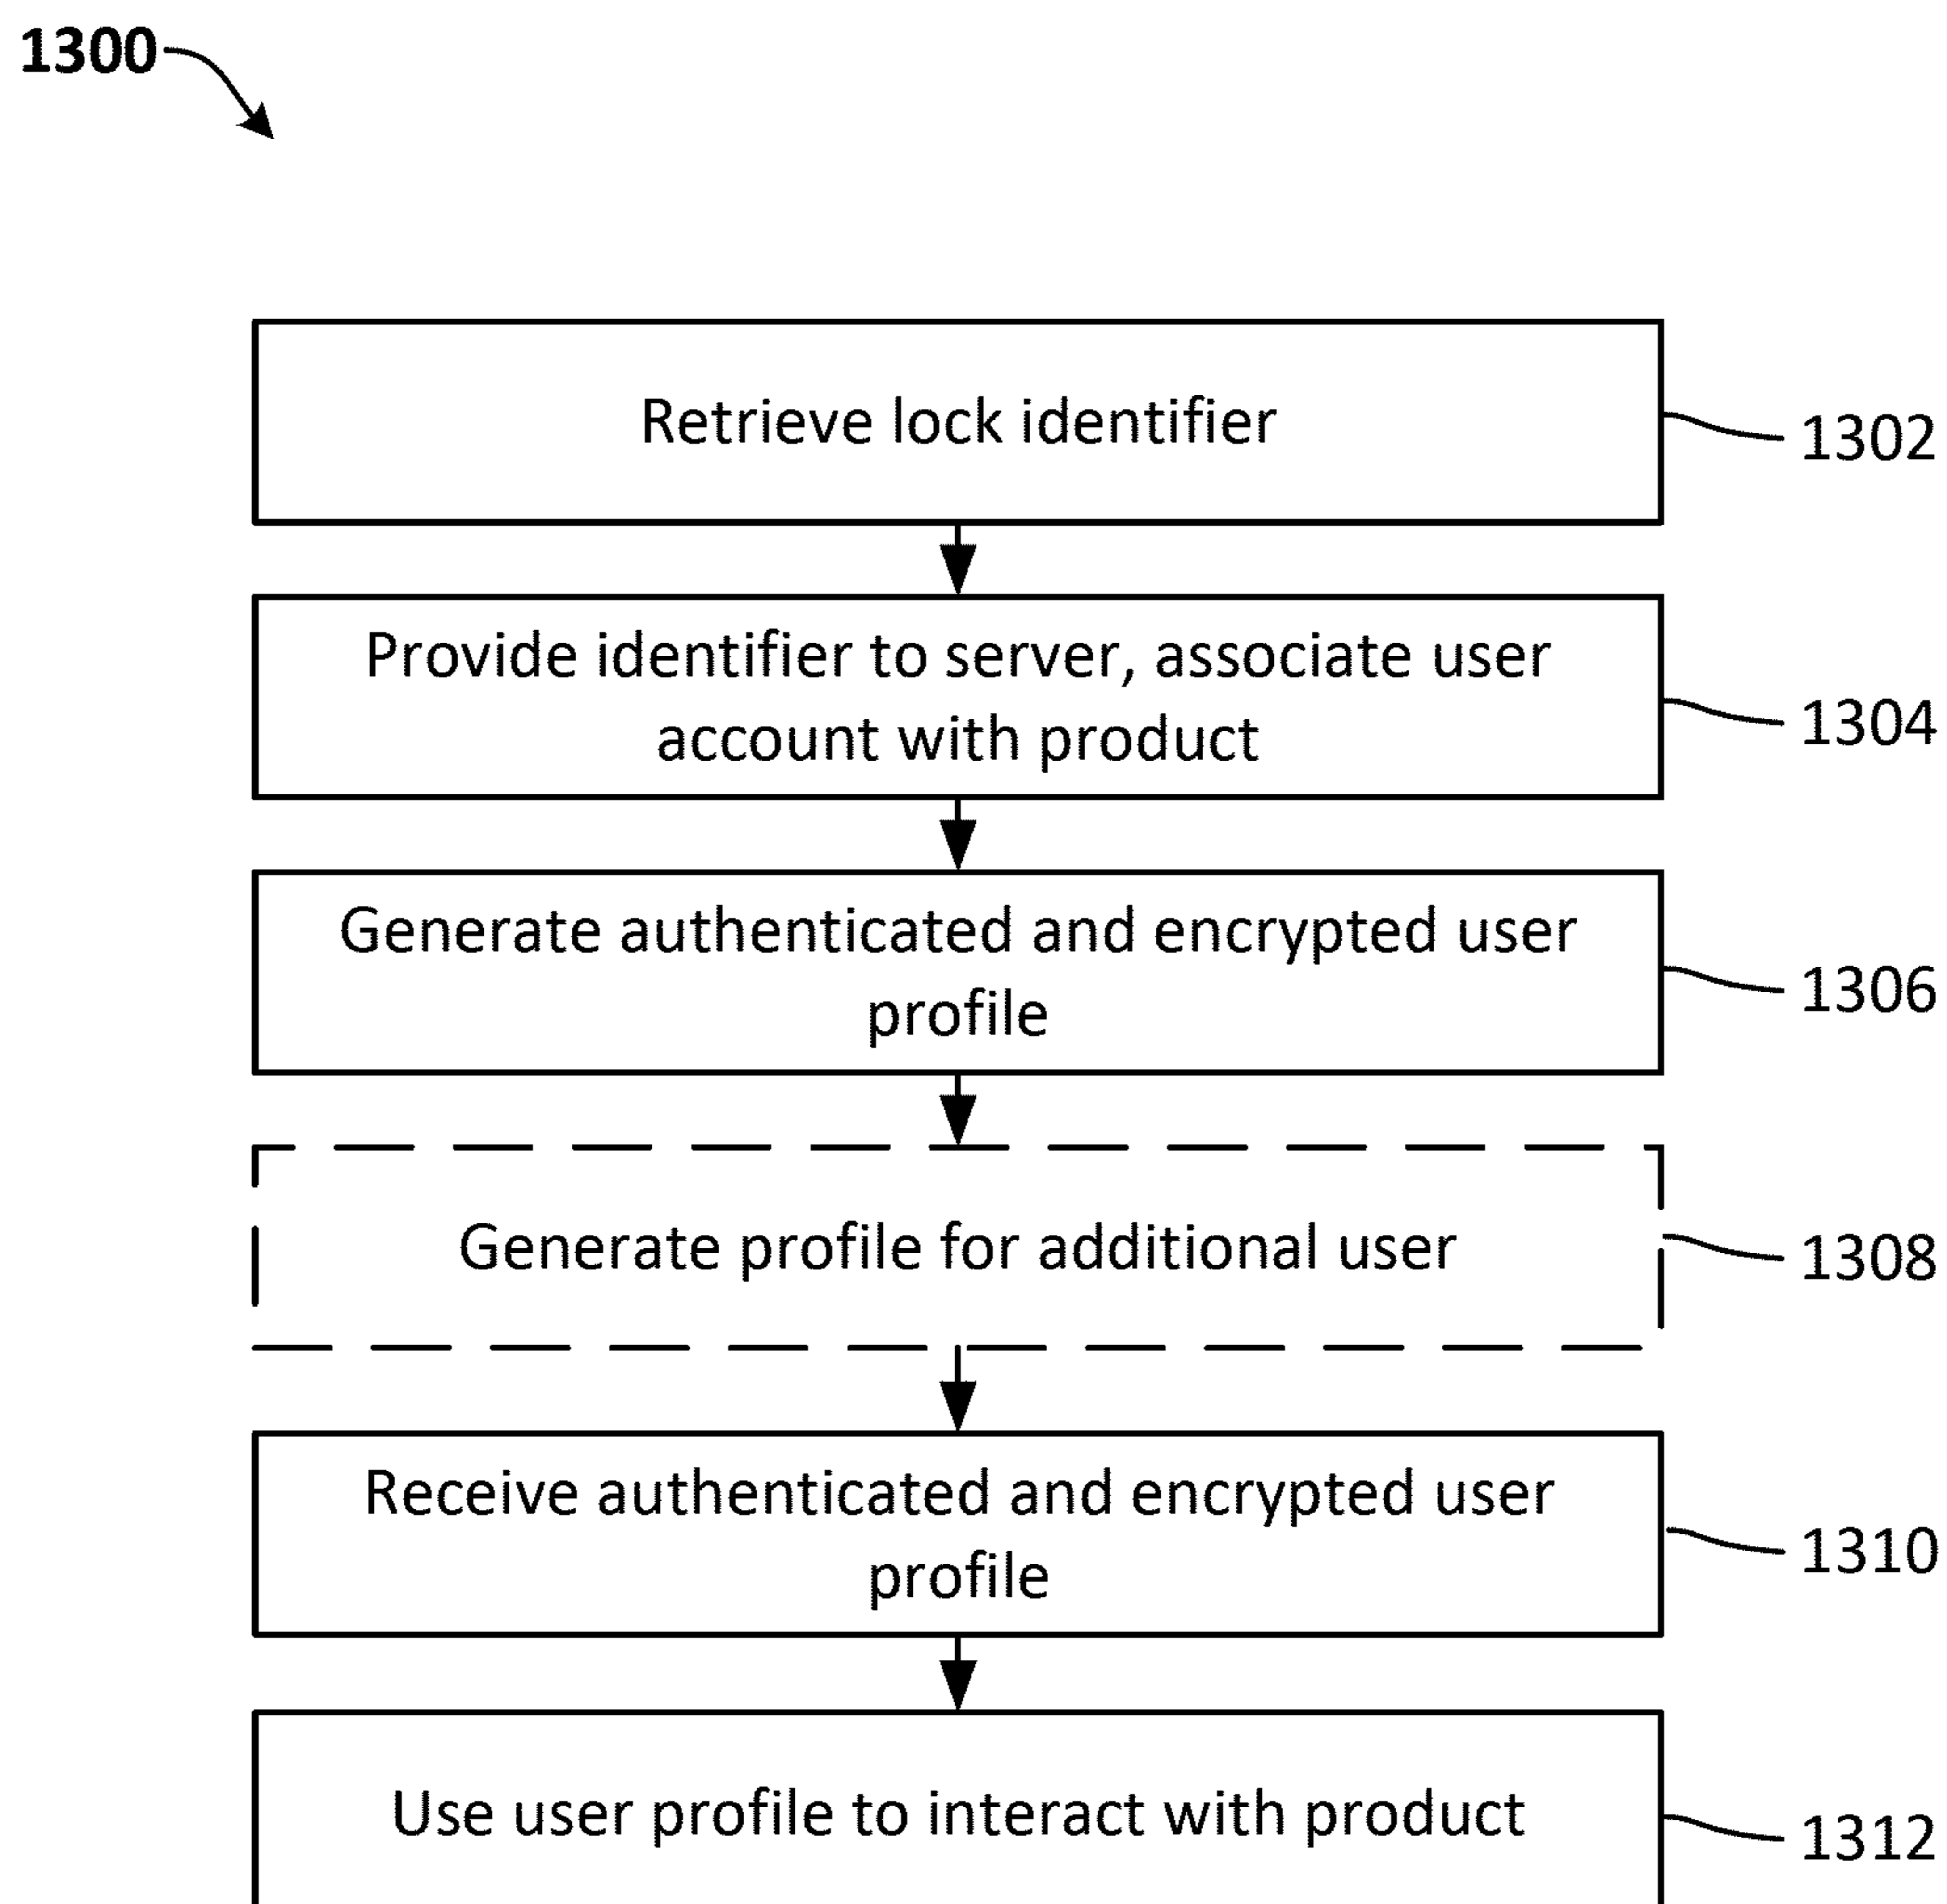 1300
Retrieve lock identifier
1302
Provide identifier to server, associate user
account with product
1304
Generate authenticated and encrypted user
profile
1306
Generate profile for additional user
1308
Receive authenticated and encrypted user
profile
1310
Use user profile to interact with product
1312